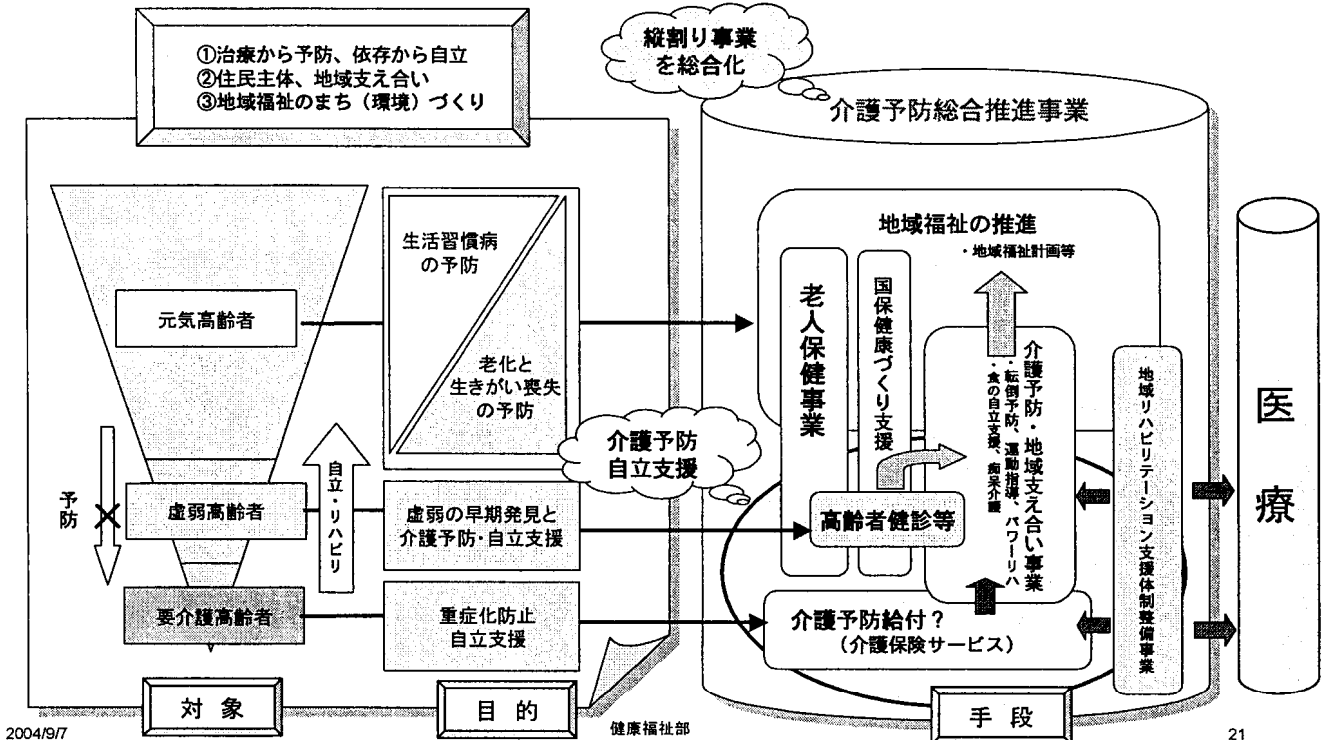 ①治療から予防、依存から自立
②住民主体、地域支え合い
③地域福祉のまち（環境）づくり
縦割り事業
を総合化
介護予防総合推進事業
元気高齢者
虚弱高齢者
要介護高齢者
予防
自立・リハビリ
生活習慣病
の予防
老化と
生きがい喪失
の予防
虚弱の早期発見と
介護予防・自立支援
重症化防止
自立支援
介護予防
自立支援
地域福祉の推進
・地域福祉計画等
老人保健事業
国保健康づくり支援
介護予防・地域支え合い事業
・転倒予防、運動指導、パワーリハ
・食の自立支援、痴呆介護
高齢者健診等
介護予防給付？
（介護保険サービス）
地域リハビリテーション支援体制整備事業
医療
対 象
目 的
手 段
2004/9/7
健康福祉部
21